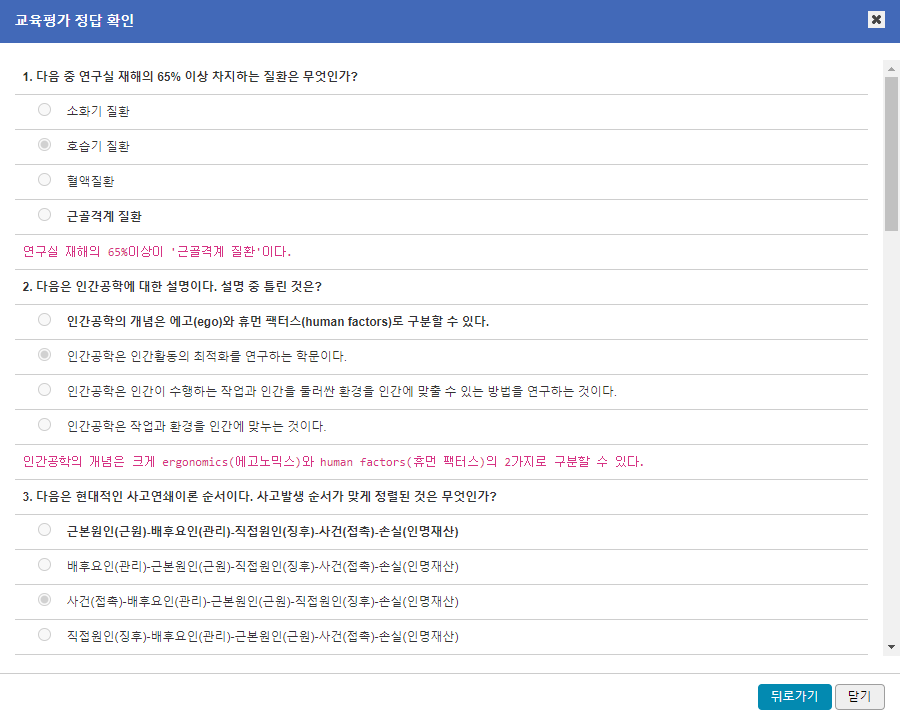 교육평가 정답 확인
1. 다음 중 연구실 재해의 65% 이상 차지하는 질환은 무엇인가?
소화기 질환
호습기 질환
혈액질환
근골격계 질환
연구실 재해의 65%이상이 '근골격계 질환'이다.
2. 다음은 인간공학에 대한 설명이다. 설명 중 틀린 것은?
인간공학의 개념은 에고(ego)와 휴먼 팩터스(human factors)로 구분할 수 있다.
인간공학은 인간활동의 최적화를 연구하는 학문이다.
인간공학은 인간이 수행하는 작업과 인간을 둘러싼 환경을 인간에 맞출 수 있는 방법을 연구하는 것이다.
인간공학은 작업과 환경을 인간에 맞누는 것이다.
인간공학의 개념은 크게 ergonomics(에고노믹스)와 human factors(휴먼 팩터스)의 2가지로 구분할 수 있다.
3. 다음은 현대적인 사고연쇄이론 순서이다. 사고발생 순서가 맞게 정렬된 것은 무엇인가?
근본원인(근원)-배후요인(관리)-직접원인(징후)-사건(접촉)-손실(인명재산)
배후요인(관리)-근본원인(근원)-직접원인(징후)-사건(접촉)-손실(인명재산)
사건(접촉)-배후요인(관리)-근본원인(근원)-직접원인(징후)-손실(인명재산)
직접원인(징후)-배후요인(관리)-근본원인(근원)-사건(접촉)-손실(인명재산)
뒤로가기 닫기